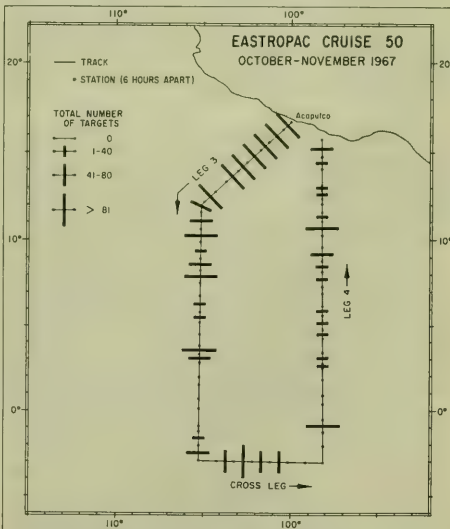 110° 100°
EASTROPAC CRUISE 50
OCTOBER-NOVEMBER 1967
20° 20°
TRACK
STATION (6 HOURS APART)
TOTAL NUMBER
OF TARGETS
0
1-40
41-80
> 81
Acapulco
LEG 3
10° 10°
LEG 4
0° 0°
CROSS LEG
110° 100°